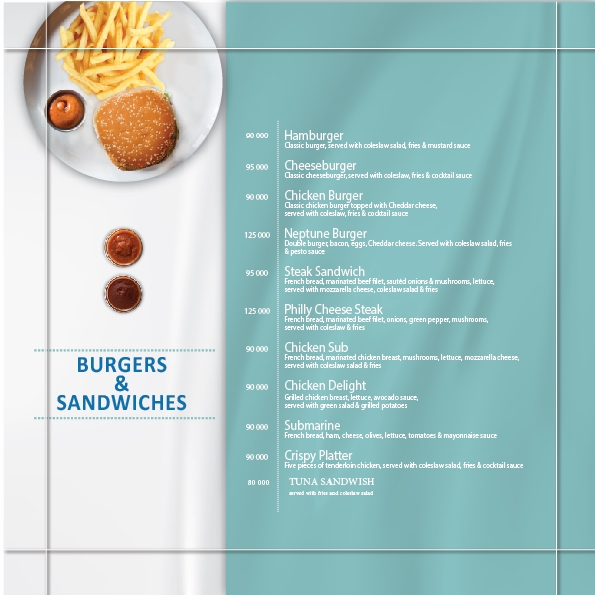 BURGERS
&
SANDWICHES
90 000 Hamburger
Classic burger, served with coleslaw salad, fries & mustard sauce
95 000 Cheeseburger
Classic cheeseburger, served with coleslaw, fries & cocktail sauce
90 000 Chicken Burger
Classic chicken burger topped with Cheddar cheese,
served with coleslaw, fries & cocktail sauce
125 000 Neptune Burger
Double burger, bacon, eggs, Cheddar cheese. Served with coleslaw salad, fries
& pesto sauce
95 000 Steak Sandwich
French bread, marinated beef filet, sautéd onions & mushrooms, lettuce,
served with mozzarella cheese, coleslaw salad & fries
125 000 Philly Cheese Steak
French bread, marinated beef filet, onions, green pepper, mushrooms,
served with coleslaw & fries
90 000 Chicken Sub
French bread, marinated chicken breast, mushrooms, lettuce, mozzarella cheese,
served with coleslaw salad & fries
90 000 Chicken Delight
Grilled chicken breast, lettuce, avocado sauce,
served with green salad & grilled potatoes
90 000 Submarine
French bread, ham, cheese, olives, lettuce, tomatoes & mayonnaise sauce
90 000 Crispy Platter
Five pieces of tenderloin chicken, served with coleslaw salad, fries & cocktail sauce
80 000 TUNA SANDWISH
served with fries and coleslaw salad